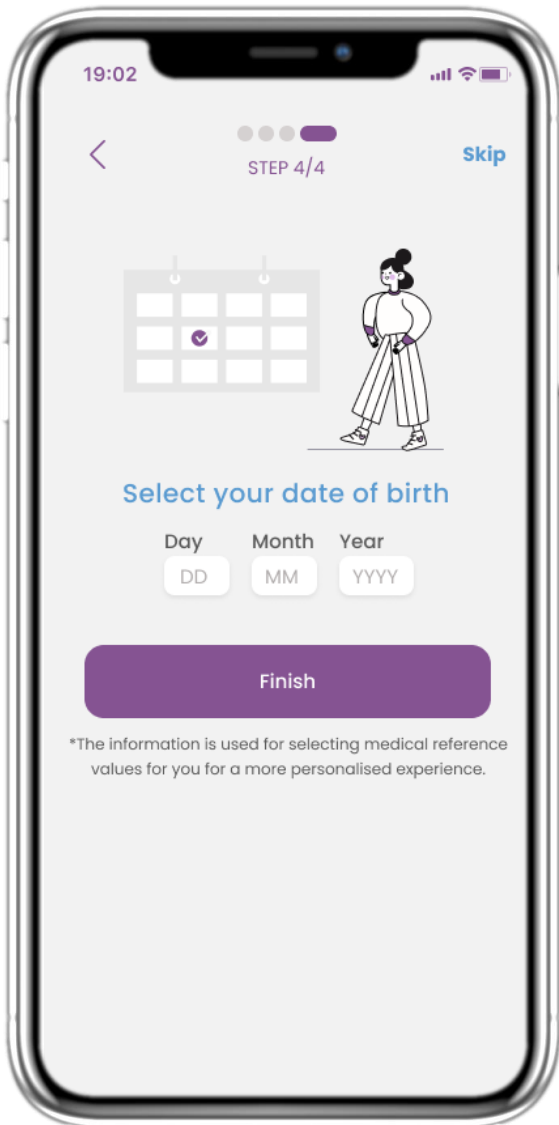 19:02
Skip
STEP 4/4
Select your date of birth
Day Month Year
DD MM YYYY
Finish
*The information is used for selecting medical reference
values for you for a more personalised experience.